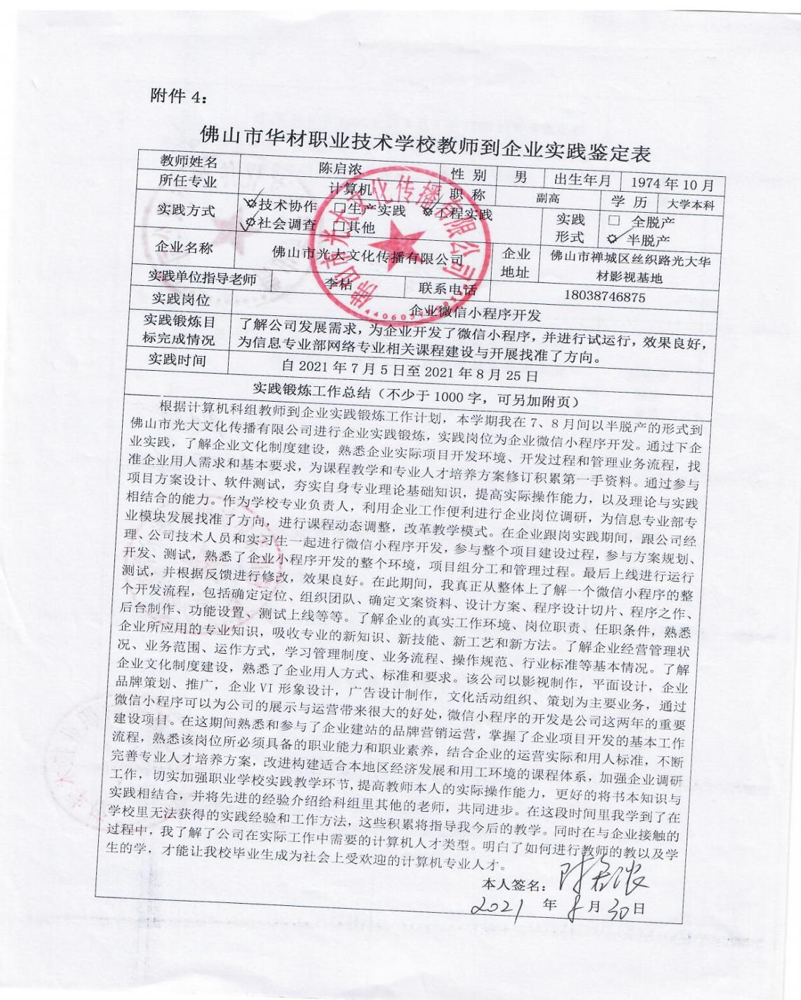 附件 4：
佛山市华材职业技术学校教师到企业实践鉴定表
教师姓名 陈启浓 性 别 男 出生年月 1974 年 10 月
所任专业 计算机 职 称 副高 学 历 大学本科
实践方式 技术协作 □生产实践 程实践 实践 □ 全脱产
社会调查 □其他 形式 半脱产
企业名称 佛山市光大文化传播有限公司 企业 佛山市禅城区丝织路光大华
地址 材影视基地
实践单位指导老师 李桔 联系电话 18038746875
实践岗位 企业微信小程序开发
实践锻炼目 了解公司发展需求，为企业开发了微信小程序，并进行试运行，效果良好，
标完成情况 为信息专业部网络专业相关课程建设与开展找准了方向。
实践时间 自 2021 年 7 月 5 日至 2021 年 8 月 25 日
实践锻炼工作总结（不少于 1000 字，可另加附页）
根据计算机科组教师到企业实践锻炼工作计划，本学期我在 7、8 月间以半脱产的形式到
佛山市光大文化传播有限公司进行企业实践锻炼，实践岗位为企业微信小程序开发。通过下企
业实践，了解企业文化制度建设，熟悉企业实际项目开发环境、开发过程和管理业务流程，找
准企业用人需求和基本要求，为课程教学和专业人才培养方案修订积累第一手资料。通过参与
项目方案设计、软件测试，夯实自身专业理论基础知识，提高实际操作能力，以及理论与实践
相结合的能力。作为学校专业负责人，利用企业工作便利进行企业岗位调研，为信息专业部专
业模块发展找准了方向，进行课程动态调整，改革教学模式。在企业跟岗实践期间，跟公司经
理、公司技术人员和实习生一起进行微信小程序开发，参与整个项目建设过程，参与方案规划、
开发、测试，熟悉了企业小程序开发的整个环境，项目组分工和管理过程。最后上线进行运行
测试，并根据反馈进行修改，效果良好。在此期间，我真正从整体上了解一个微信小程序的整
个开发流程，包括确定定位、组织团队、确定文案资料、设计方案、程序设计切片、程序之作、
后台制作、功能设置、测试上线等等。了解企业的真实工作环境、岗位职责、任职条件，熟悉
企业所应用的专业知识，吸收专业的新知识、新技能、新工艺和新方法。了解企业经营管理状
况、业务范围、运作方式，学习管理制度、业务流程、操作规范、行业标准等基本情况。了解
企业文化制度建设，熟悉了企业用人方式、标准和要求。该公司以影视制作，平面设计，企业
品牌策划、推广，企业 VI 形象设计，广告设计制作，文化活动组织、策划为主要业务，通过
微信小程序可以为公司的展示与运营带来很大的好处，微信小程序的开发是公司这两年的重要
建设项目。在这期间熟悉和参与了企业建站的品牌营销运营，掌握了企业项目开发的基本工作
流程，熟悉该岗位所必须具备的职业能力和职业素养，结合企业的运营实际和用人标准，不断
完善专业人才培养方案，改进构建适合本地区经济发展和用工环境的课程体系，加强企业调研
工作，切实加强职业学校实践教学环节，提高教师本人的实际操作能力，更好的将书本知识与
实践相结合，并将先进的经验介绍给科组里其他的老师，共同进步。在这段时间里我学到了在
学校里无法获得的实践经验和工作方法，这些积累将指导我今后的教学。同时在与企业接触的
过程中，我了解了公司在实际工作中需要的计算机人才类型。明白了如何进行教师的教以及学
生的学，才能让我校毕业生成为社会上受欢迎的计算机专业人才。
本人签名：陈启浓
2021 年 8 月 30 日
佛山市光大文化传播有限公司